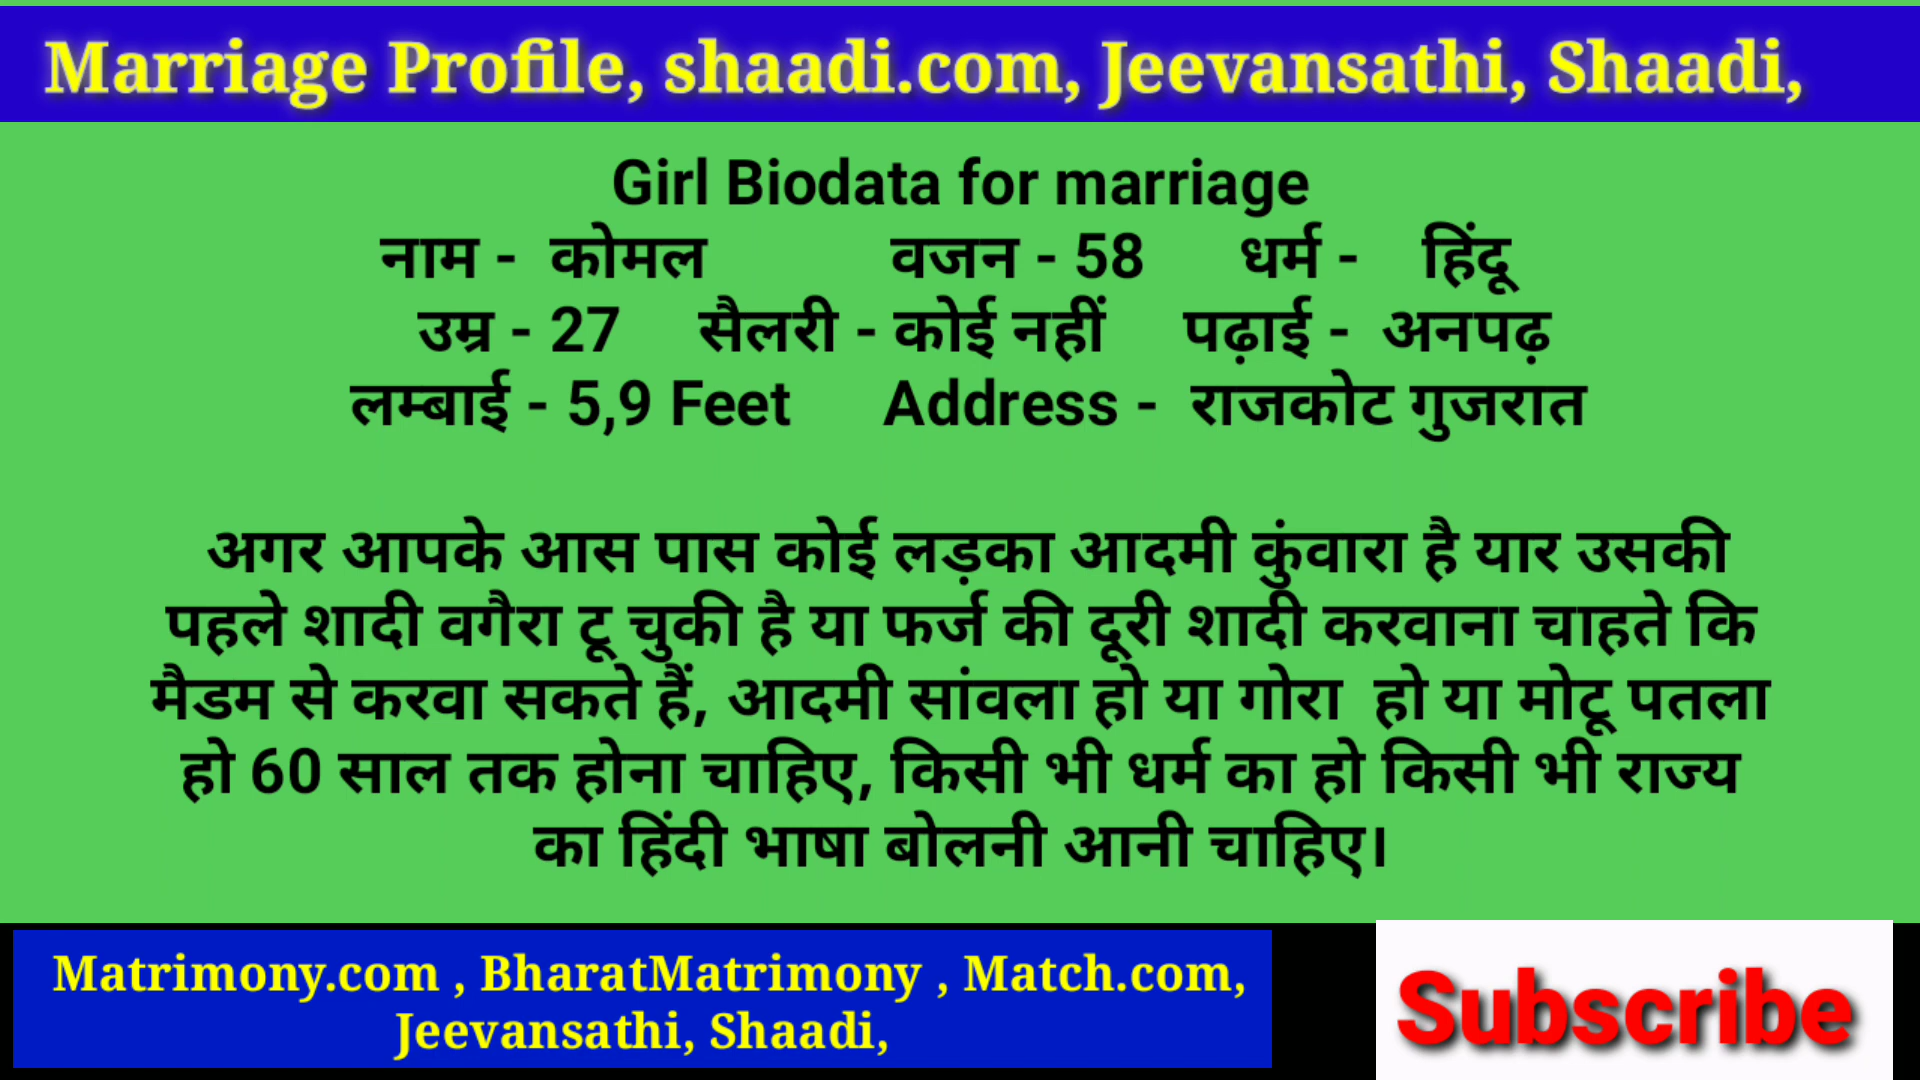 Marriage Profile, shaadi.com, Jeevansathi, Shaadi,
Girl Biodata for marriage
नाम - कोमल वजन - 58 धर्म - हिंदू
उम्र - 27 सैलरी - कोई नहीं पढ़ाई - अनपढ़
लम्बाई - 5,9 Feet Address - राजकोट गुजरात
अगर आपके आस पास कोई लड़का आदमी कुंवारा है यार उसकी
पहले शादी वगैरा टू चुकी है या फर्ज की दूरी शादी करवाना चाहते कि
मैडम से करवा सकते हैं, आदमी सांवला हो या गोरा हो या मोटू पतला
हो 60 साल तक होना चाहिए, किसी भी धर्म का हो किसी भी राज्य
का हिंदी भाषा बोलनी आनी चाहिए।
Matrimony.com , BharatMatrimony , Match.com,
Jeevansathi, Shaadi,
Subscribe